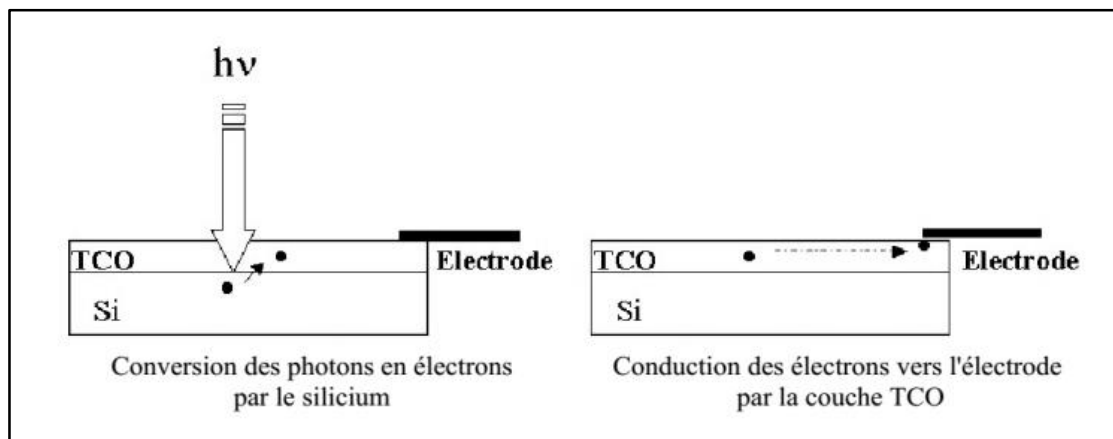 hν
TCO
Electrode
Si
Conversion des photons en électrons
par le silicium
TCO
Electrode
Si
Conduction des électrons vers l'électrode
par la couche TCO